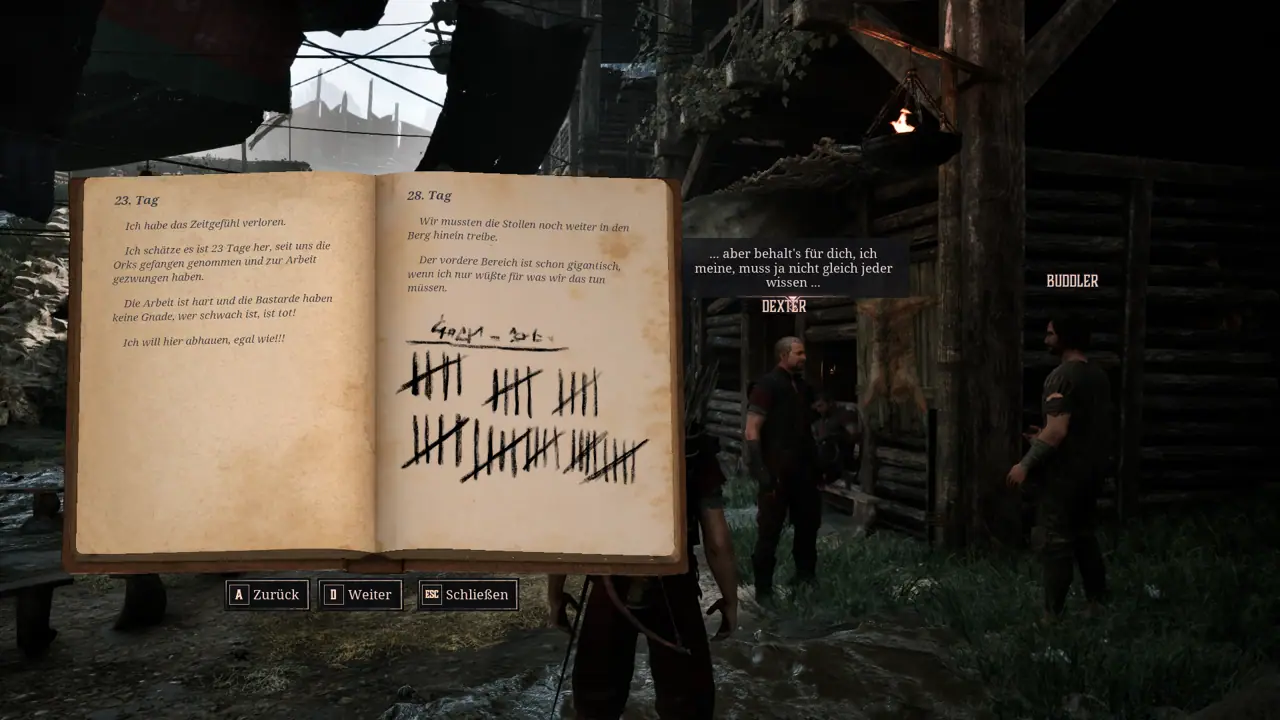 23. Tag
Ich habe das Zeitgefühl verloren.
Ich schätze es ist 23 Tage her, seit uns die
Orks gefangen genommen und zur Arbeit
gezwungen haben.
Die Arbeit ist hart und die Bastarde haben
keine Gnade, wer schwach ist, ist tot!
Ich will hier abhauen, egal wie!!!
28. Tag
Wir mussten die Stollen noch weiter in den
Berg hinein treibe.
Der vordere Bereich ist schon gigantisch,
wenn ich nur wüßte für was wir das tun
müssen.
... aber behalt's für dich, ich
meine, muss ja nicht gleich jeder
wissen ...
DEXTER
BUDDLER
A Zurück
D Weiter
ESC Schließen